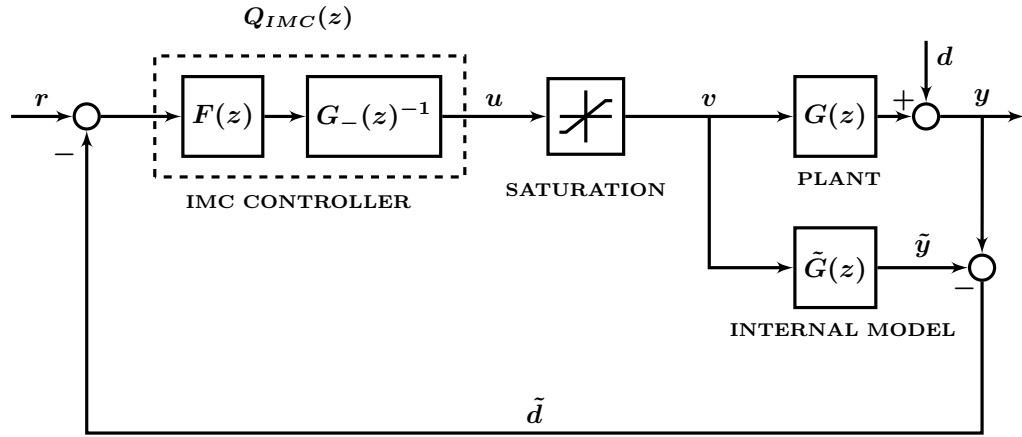 Q_{IMC}(z)
d
r
F(z)
G_−(z)^{−1}
u
v
G(z)
+
y
−
IMC CONTROLLER
SATURATION
PLANT
G̃(z)
ỹ
−
INTERNAL MODEL
d̃